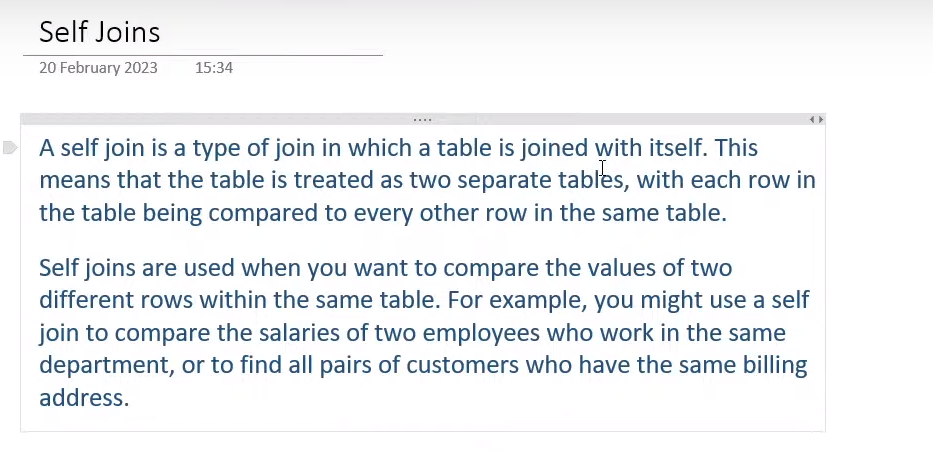 Self Joins
20 February 2023 15:34
A self join is a type of join in which a table is joined with itself. This
means that the table is treated as two separate tables, with each row in
the table being compared to every other row in the same table.
Self joins are used when you want to compare the values of two
different rows within the same table. For example, you might use a self
join to compare the salaries of two employees who work in the same
department, or to find all pairs of customers who have the same billing
address.